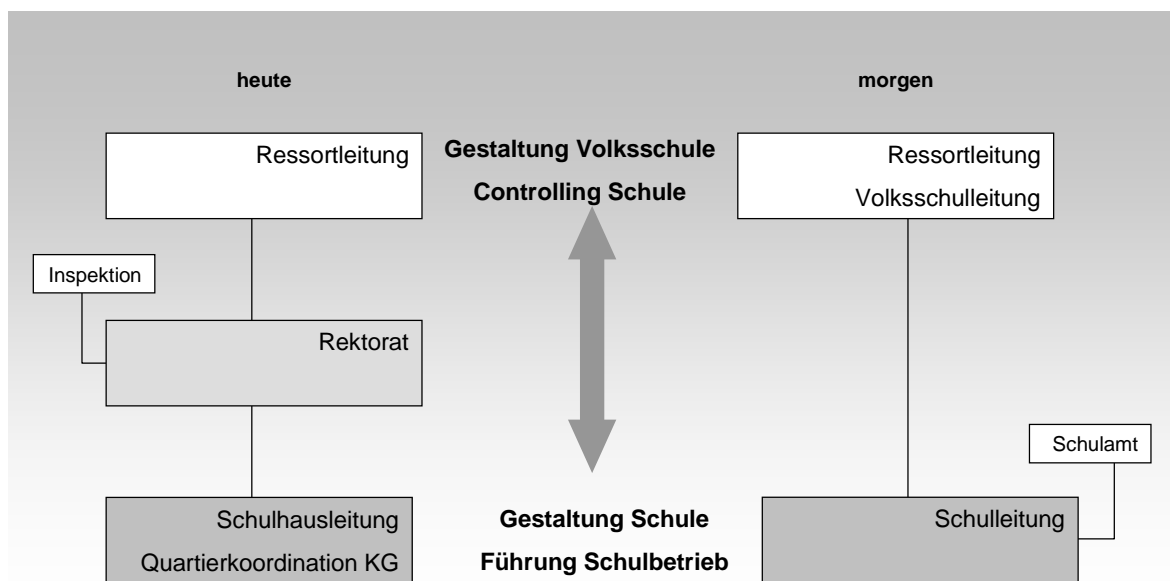 heute
morgen
Ressortleitung
Gestaltung Volksschule
Controlling Schule
Ressortleitung
Volksschulleitung
Inspektion
Rektorat
Schulamt
Schulhausleitung
Quartierkoordination KG
Gestaltung Schule
Führung Schulbetrieb
Schulleitung